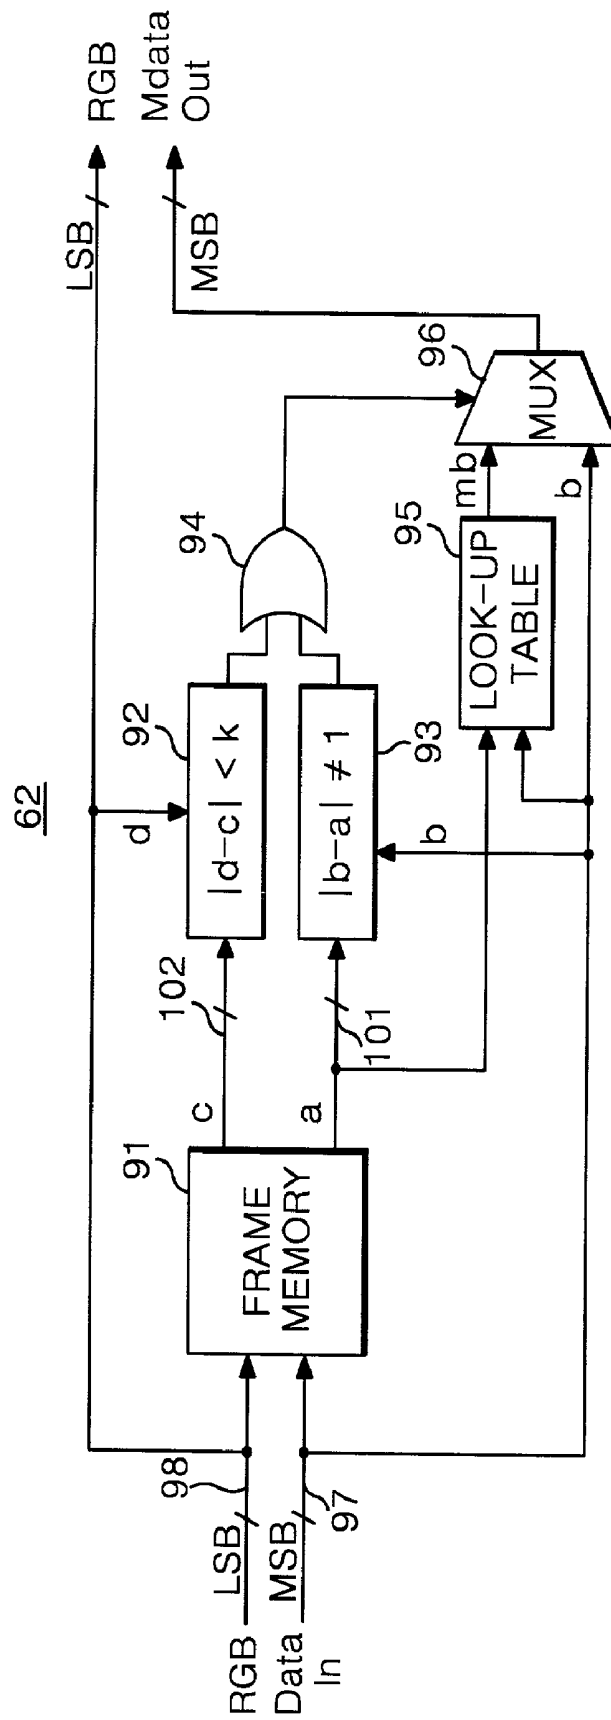 62
LSB
RGB
Mdata
Out
MSB
92
d
|d-c| < k
94
96
MUX
102
c
91
FRAME
MEMORY
a
101
|b-a| ≠ 1
93
b
95
LOOK-UP
TABLE
mb
b
98
LSB
RGB
MSB
97
Data
In